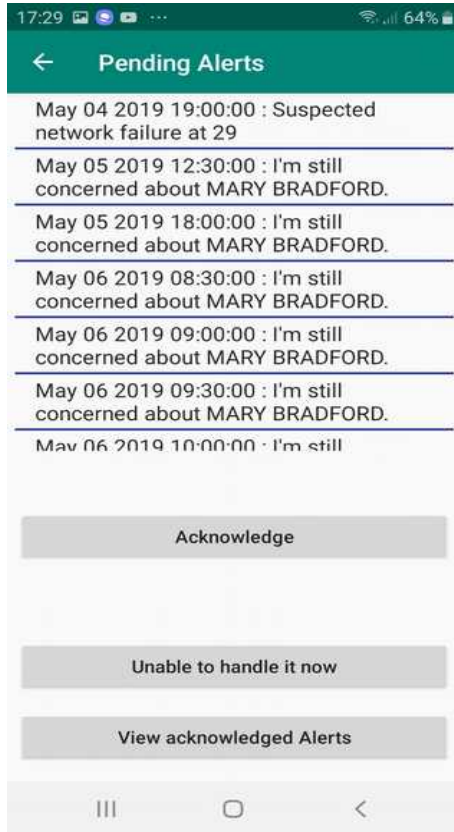 17:29 64%
Pending Alerts
May 04 2019 19:00:00 : Suspected
network failure at 29
May 05 2019 12:30:00 : I'm still
concerned about MARY BRADFORD.
May 05 2019 18:00:00 : I'm still
concerned about MARY BRADFORD.
May 06 2019 08:30:00 : I'm still
concerned about MARY BRADFORD.
May 06 2019 09:00:00 : I'm still
concerned about MARY BRADFORD.
May 06 2019 09:30:00 : I'm still
concerned about MARY BRADFORD.
May 06 2019 10:00:00 : I'm still
Acknowledge
Unable to handle it now
View acknowledged Alerts